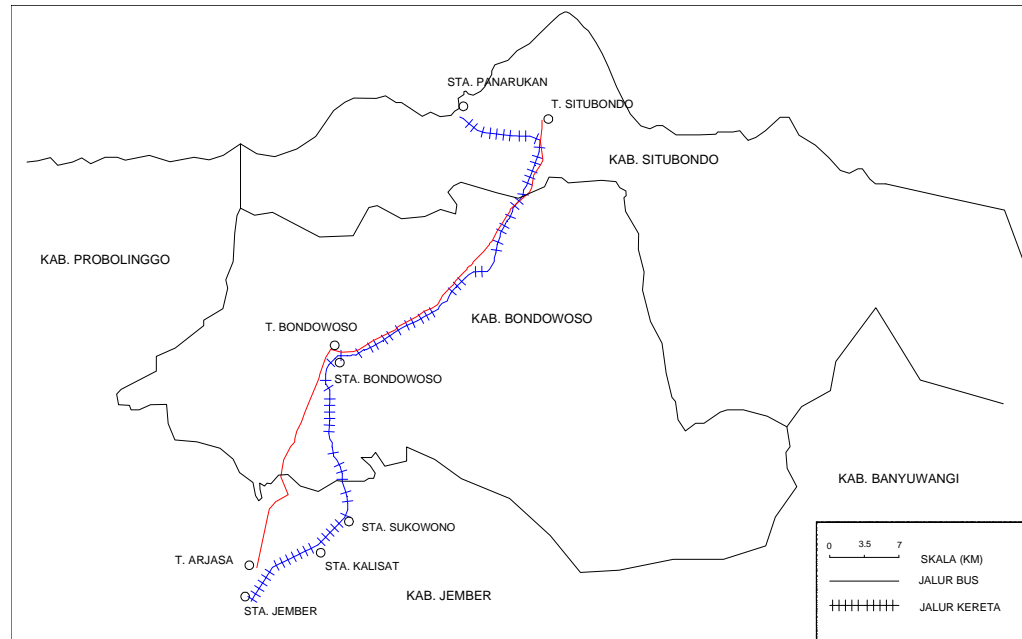 STA. PANARUKAN
T. SITUBONDO
KAB. SITUBONDO
KAB. PROBOLINGGO
KAB. BONDOWOSO
T. BONDOWOSO
STA. BONDOWOSO
KAB. BANYUWANGI
STA. SUKOWONO
T. ARJASA
STA. KALISAT
KAB. JEMBER
STA. JEMBER
0 3.5 7
SKALA (KM)
JALUR BUS
JALUR KERETA